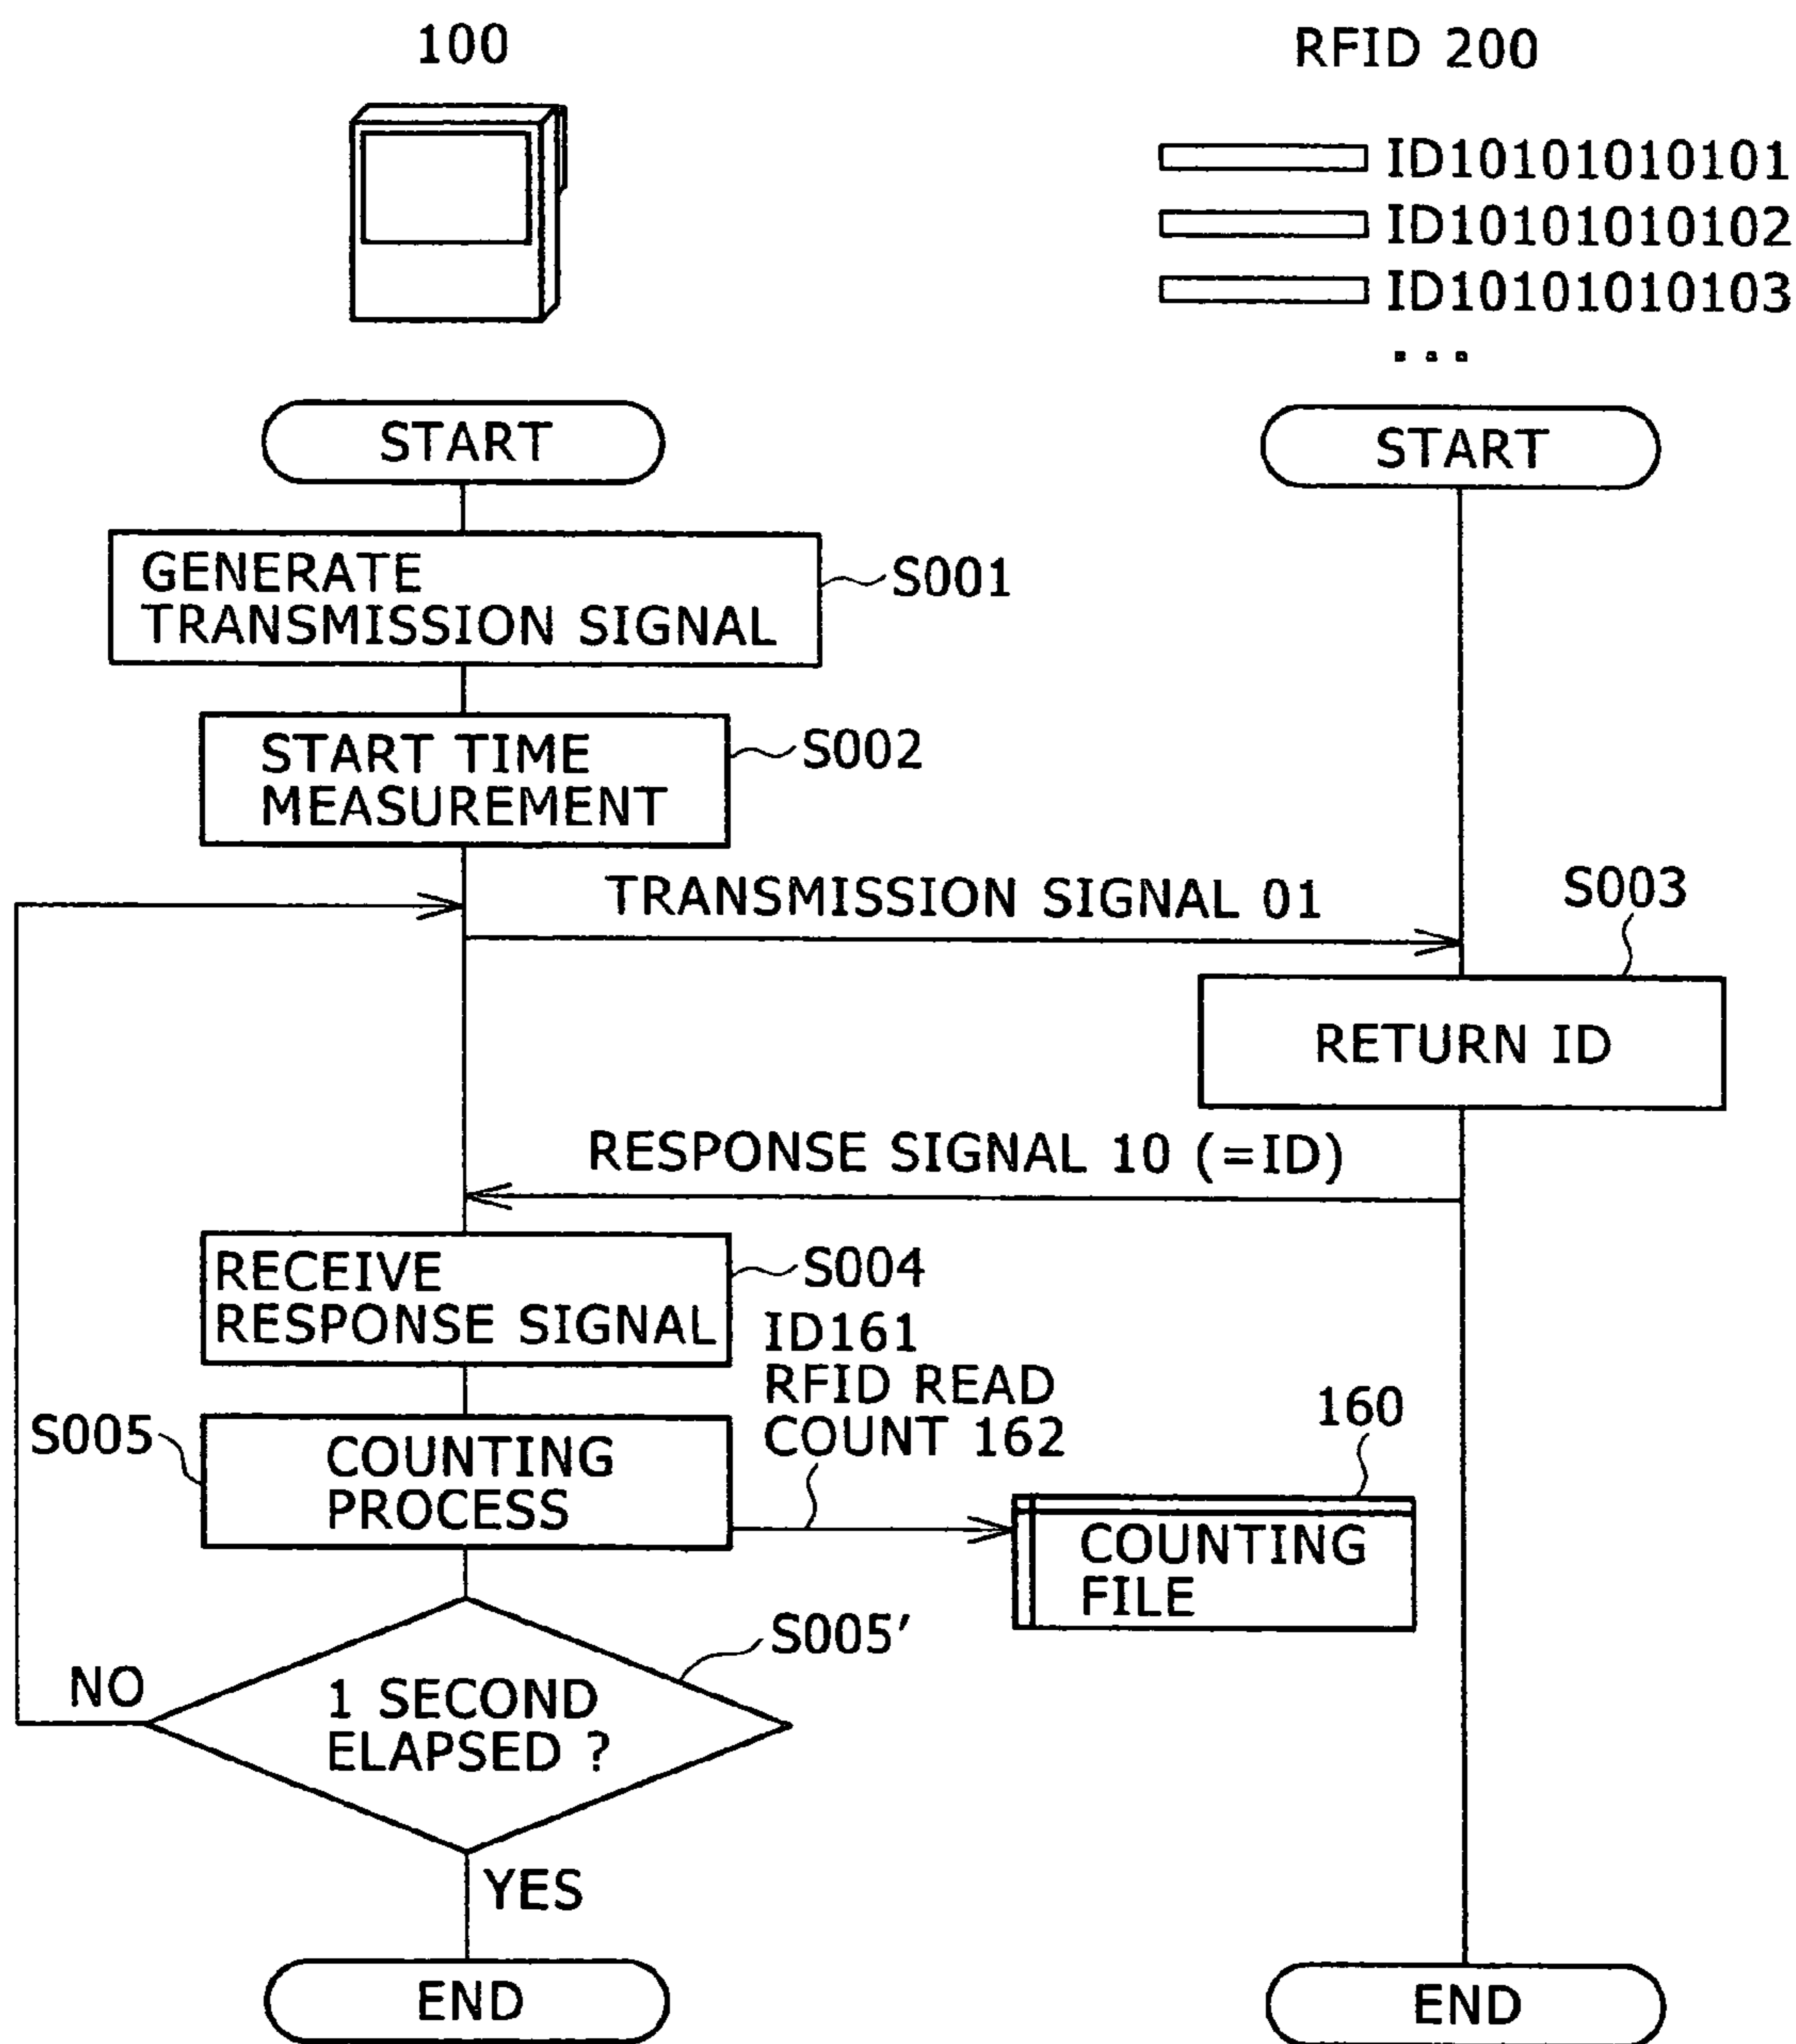 100
RFID 200
ID10101010101
ID10101010102
ID10101010103
...
START
START
GENERATE
TRANSMISSION SIGNAL
S001
START TIME
MEASUREMENT
S002
TRANSMISSION SIGNAL 01
S003
RETURN ID
RESPONSE SIGNAL 10 (=ID)
RECEIVE
RESPONSE SIGNAL
S004
ID161
RFID READ
COUNT 162
S005
COUNTING
PROCESS
160
COUNTING
FILE
S005'
NO
1 SECOND
ELAPSED ?
YES
END
END